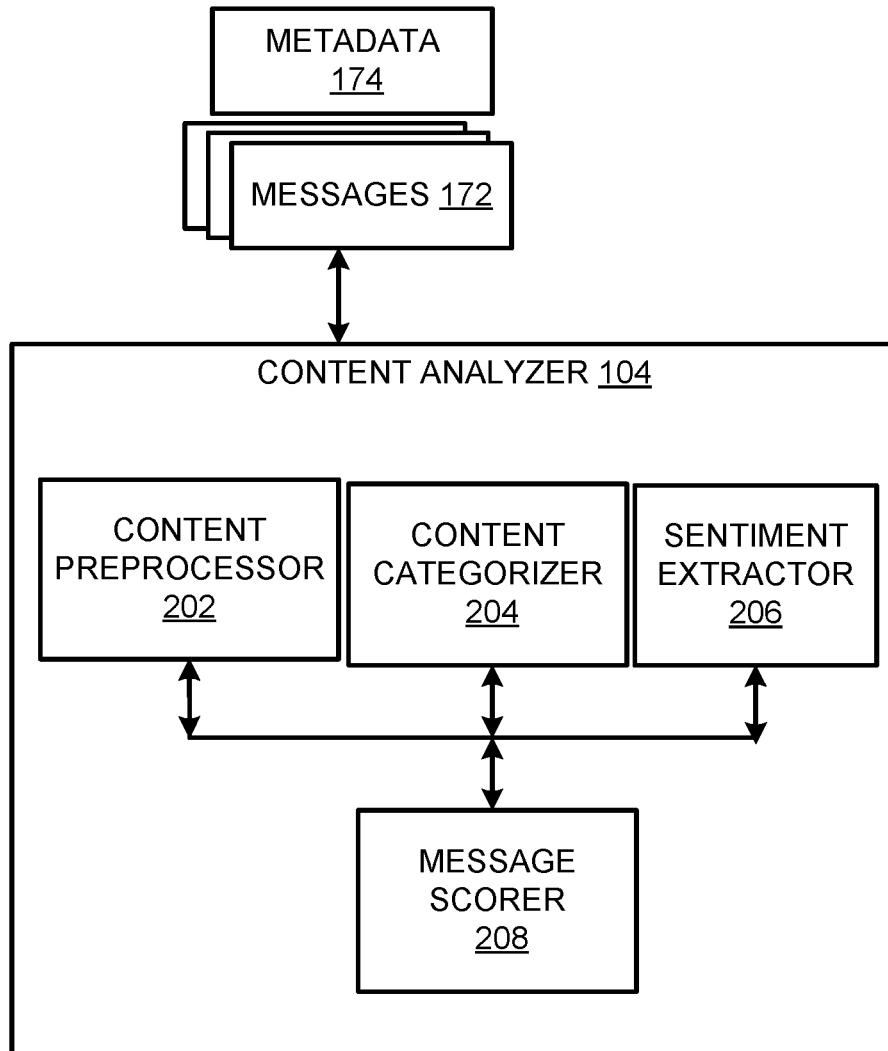 METADATA
174
MESSAGES 172
CONTENT ANALYZER 104
CONTENT
PREPROCESSOR
202
CONTENT
CATEGORIZER
204
SENTIMENT
EXTRACTOR
206
MESSAGE
SCORER
208